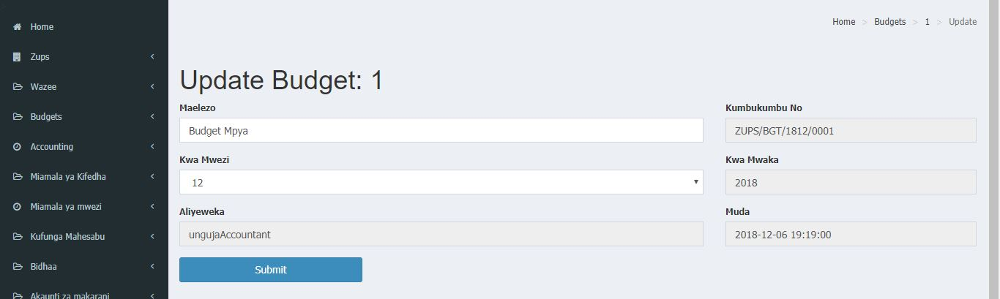 Home
Zups
Wazee
Budgets
Accounting
Miamala ya Kifedha
Miamala ya mwezi
Kufunga Mahesabu
Bidhaa
Akaunti za makarani
Home > Budgets > 1 > Update
Update Budget: 1
Maelezo
Budget Mpya
Kumbukumbu No
ZUPS/BGT/1812/0001
Kwa Mwezi
12
Kwa Mwaka
2018
Aliyeweka
ungujaAccountant
Muda
2018-12-06 19:19:00
Submit